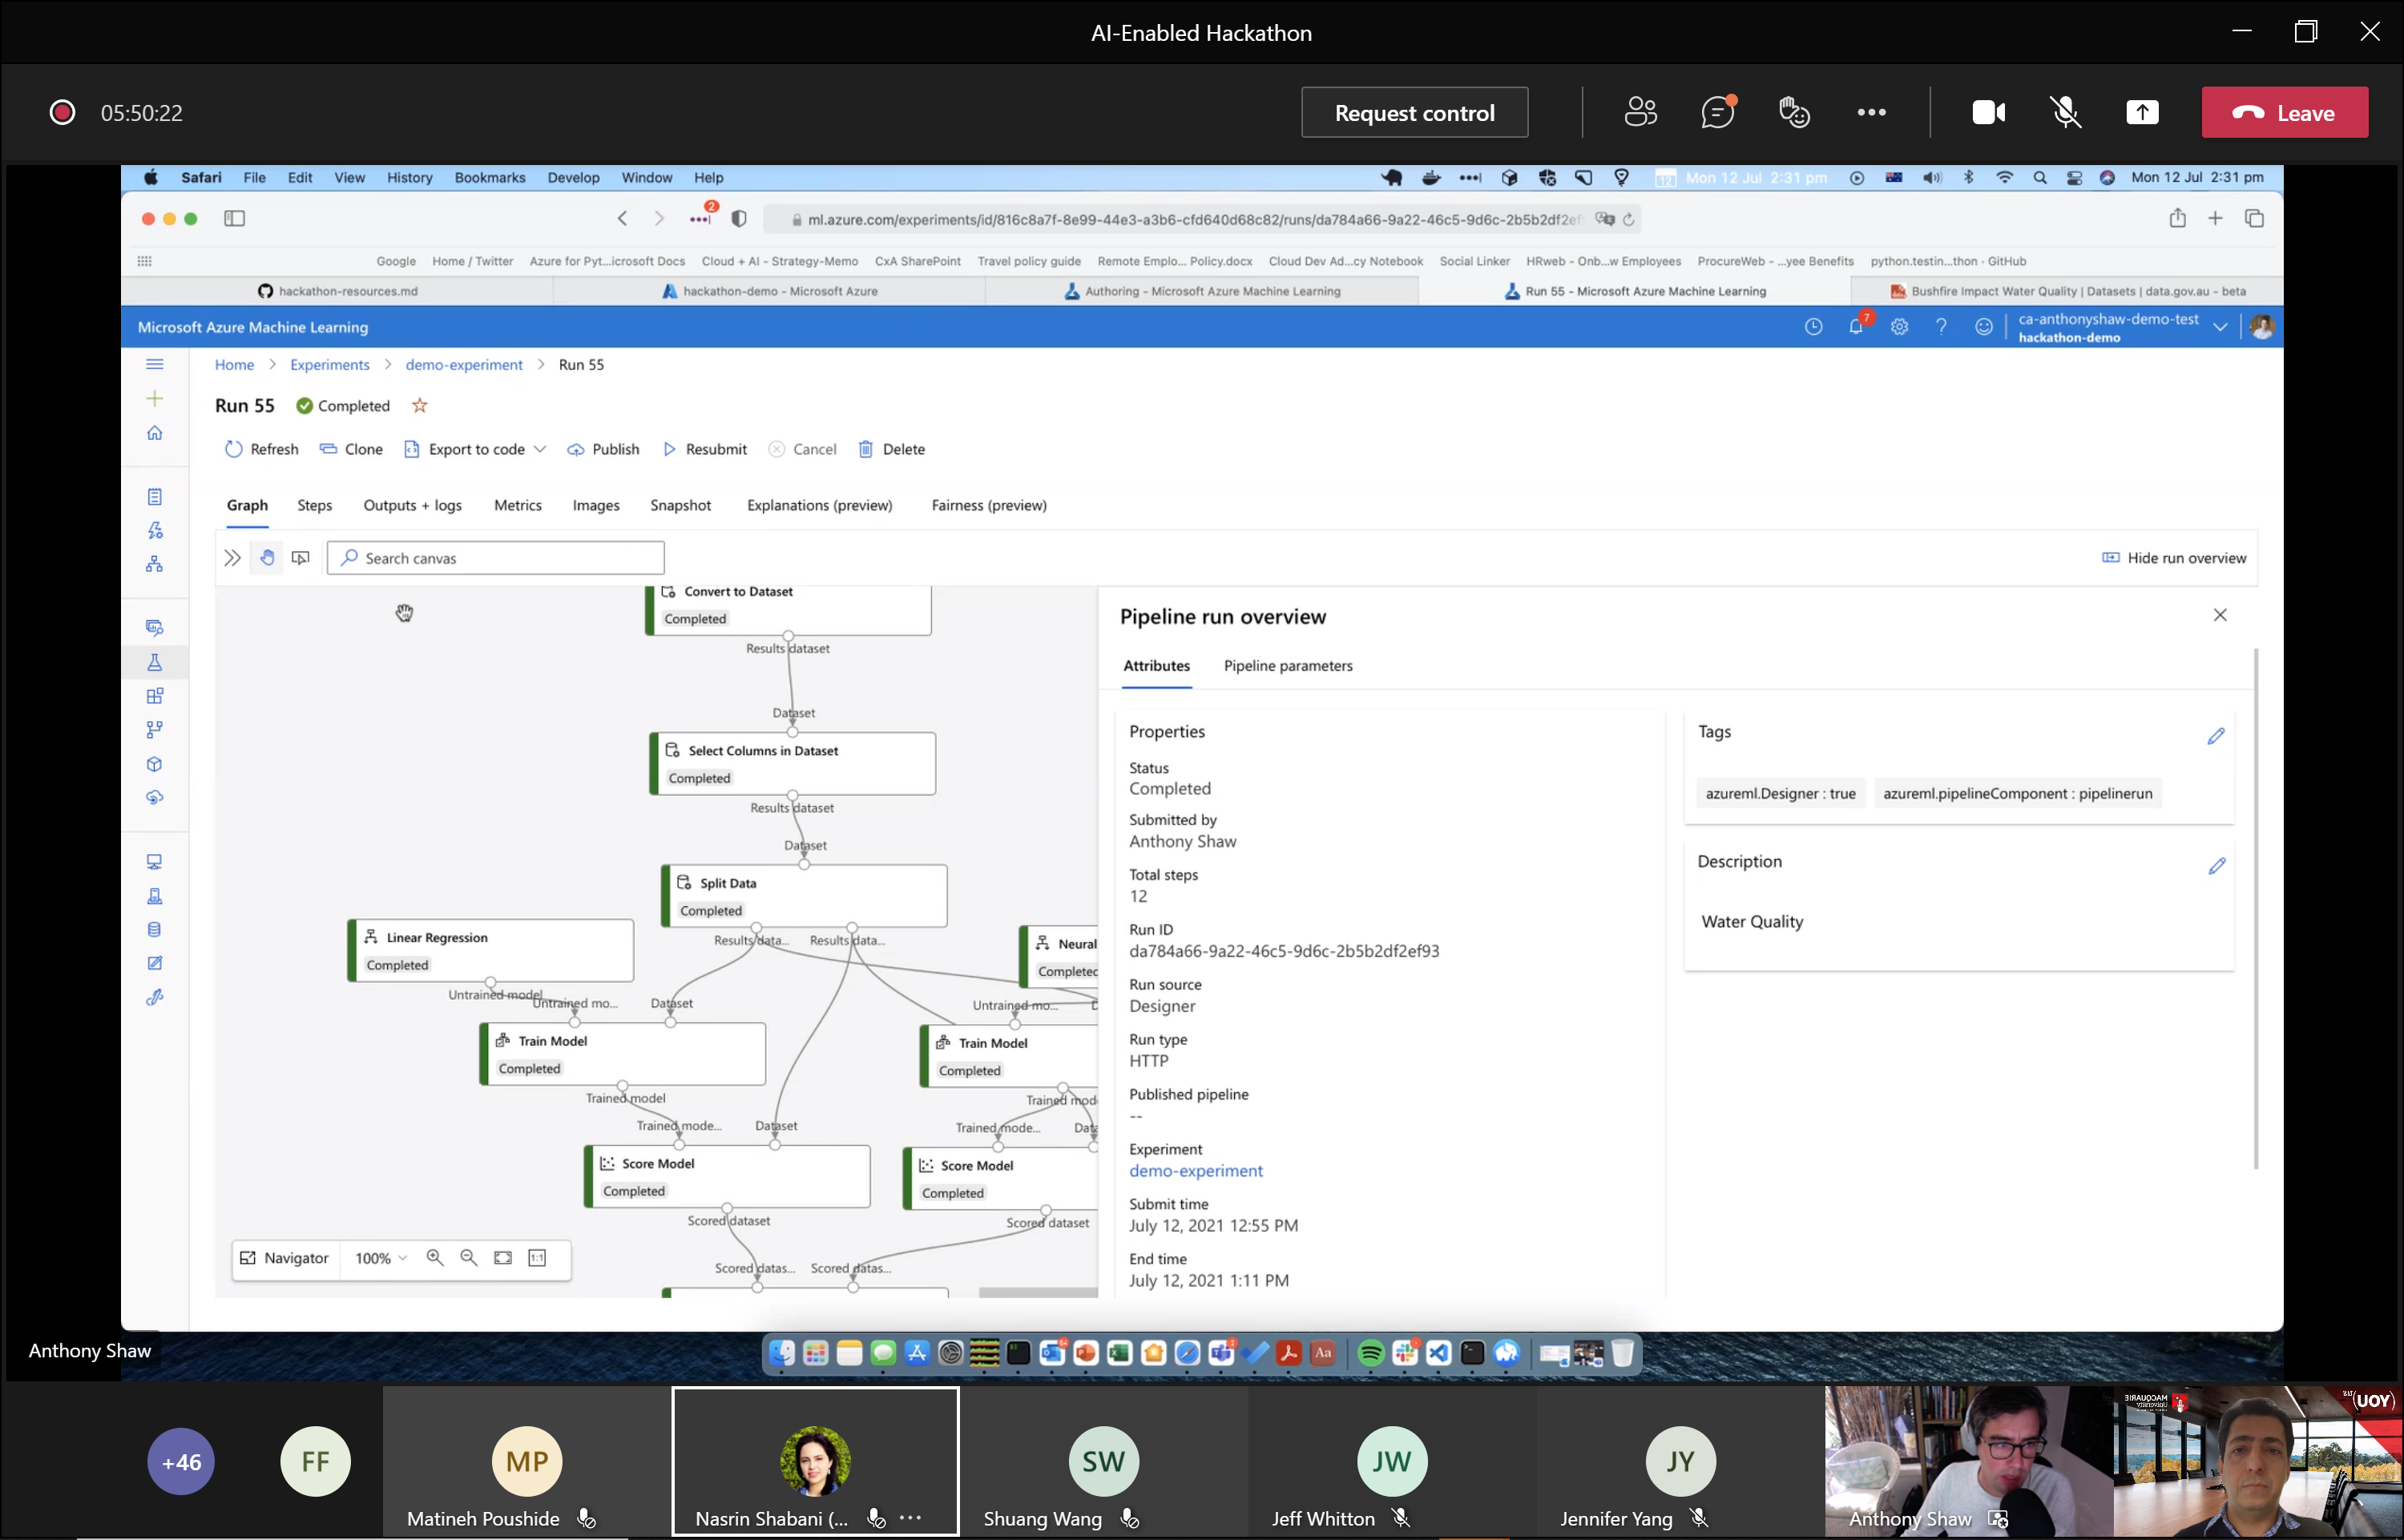 AI-Enabled Hackathon
05:50:22
Request control
Leave
Safari File Edit View History Bookmarks Develop Window Help
Mon 12 Jul 2:31 pm
Mon 12 Jul 2:31 pm
2
ml.azure.com/experiments/id/816c8a7f-8e99-44e3-a3b6-cfd640d68c82/runs/da784a66-9a22-46c5-9d6c-2b5b2df2ef
Google Home / Twitter Azure for Pyt...icrosoft Docs Cloud + AI - Strategy-Memo CxA SharePoint Travel policy guide Remote Emplo... Policy.docx Cloud Dev Ad...cy Notebook Social Linker HRweb - Onb...w Employees ProcureWeb - ...yee Benefits python.testin...thon · GitHub
hackathon-resources.md hackathon-demo - Microsoft Azure Authoring - Microsoft Azure Machine Learning Run 55 - Microsoft Azure Machine Learning Bushfire Impact Water Quality | Datasets | data.gov.au - beta
Microsoft Azure Machine Learning
7
ca-anthonyshaw-demo-test
hackathon-demo
Home > Experiments > demo-experiment > Run 55
Run 55 Completed
Refresh Clone Export to code Publish Resubmit Cancel Delete
Graph Steps Outputs + logs Metrics Images Snapshot Explanations (preview) Fairness (preview)
Search canvas
Hide run overview
Convert to Dataset
Completed
Results dataset
Dataset
Select Columns in Dataset
Completed
Results dataset
Dataset
Split Data
Completed
Results data... Results data...
Linear Regression
Completed
Untrained model
Untrained mo... Dataset
Neural
Completed
Untrained mo... D
Train Model
Completed
Trained model
Train Model
Completed
Trained mod
Trained mode... Dataset
Trained mode... Data
Score Model
Completed
Scored dataset
Score Model
Completed
Scored dataset
Scored datas... Scored datas...
Navigator 100% 1:1
Pipeline run overview
Attributes Pipeline parameters
Properties
Status
Completed
Submitted by
Anthony Shaw
Total steps
12
Run ID
da784a66-9a22-46c5-9d6c-2b5b2df2ef93
Run source
Designer
Run type
HTTP
Published pipeline
--
Experiment
demo-experiment
Submit time
July 12, 2021 12:55 PM
End time
July 12, 2021 1:11 PM
Tags
azureml.Designer : true azureml.pipelineComponent : pipelinerun
Description
Water Quality
Anthony Shaw
+46
FF
MP
Matineh Poushide
Nasrin Shabani (...
SW
Shuang Wang
JW
Jeff Whitton
JY
Jennifer Yang
Anthony Shaw
MACQUARIE
University
YOU)